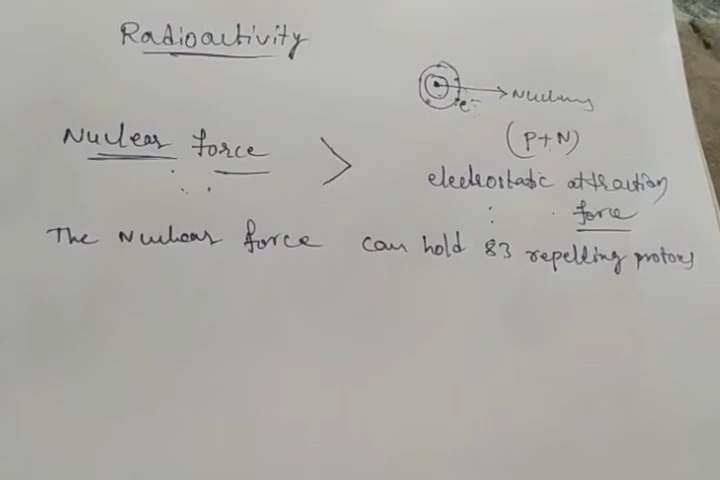 Radioactivity
e-
Nucleus
(P+N)
Nuclear force > electrostatic attraction force
The Nuclear force can hold 83 repelling protons